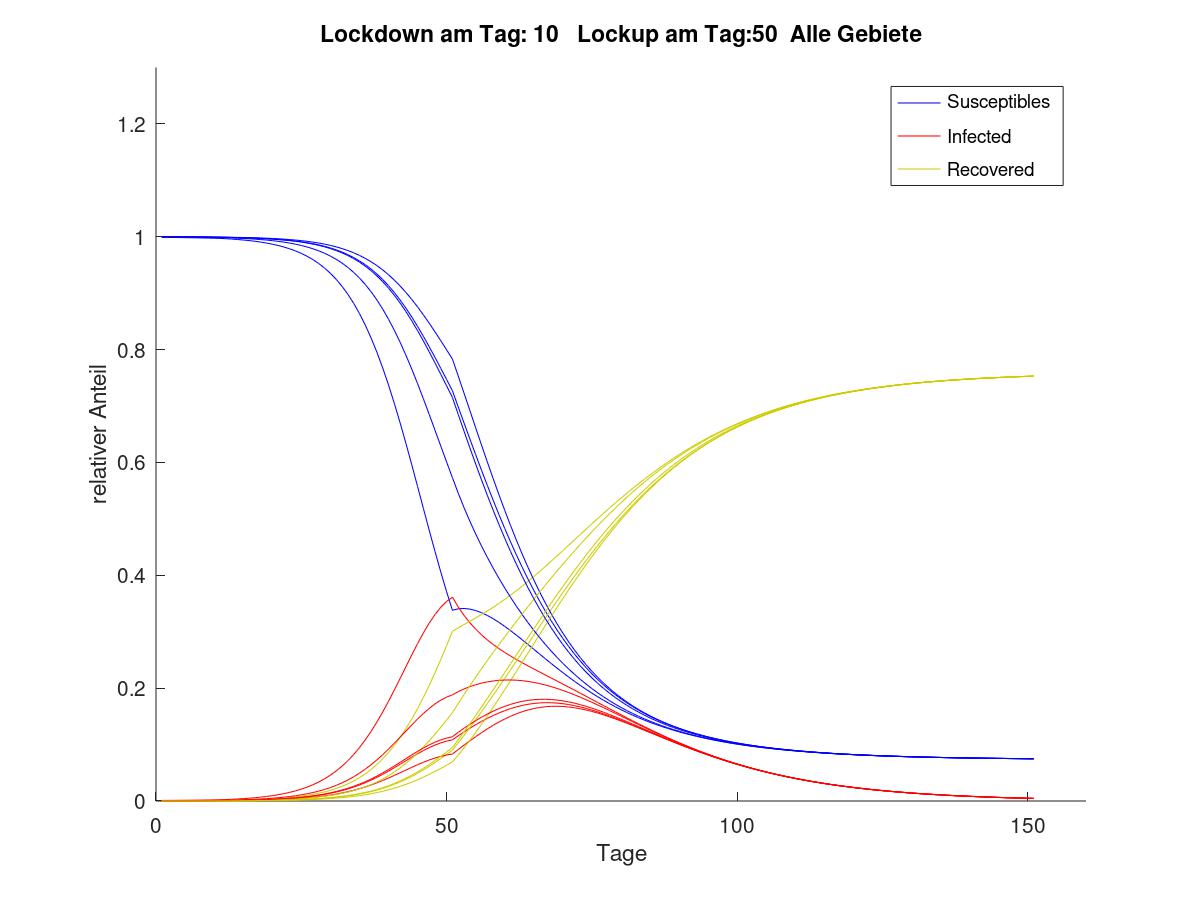 Lockdown am Tag: 10   Lockup am Tag:50  Alle Gebiete
Susceptibles
Infected
Recovered
1.2
1
0.8
0.6
0.4
0.2
0
relativer Anteil
0
50
100
150
Tage